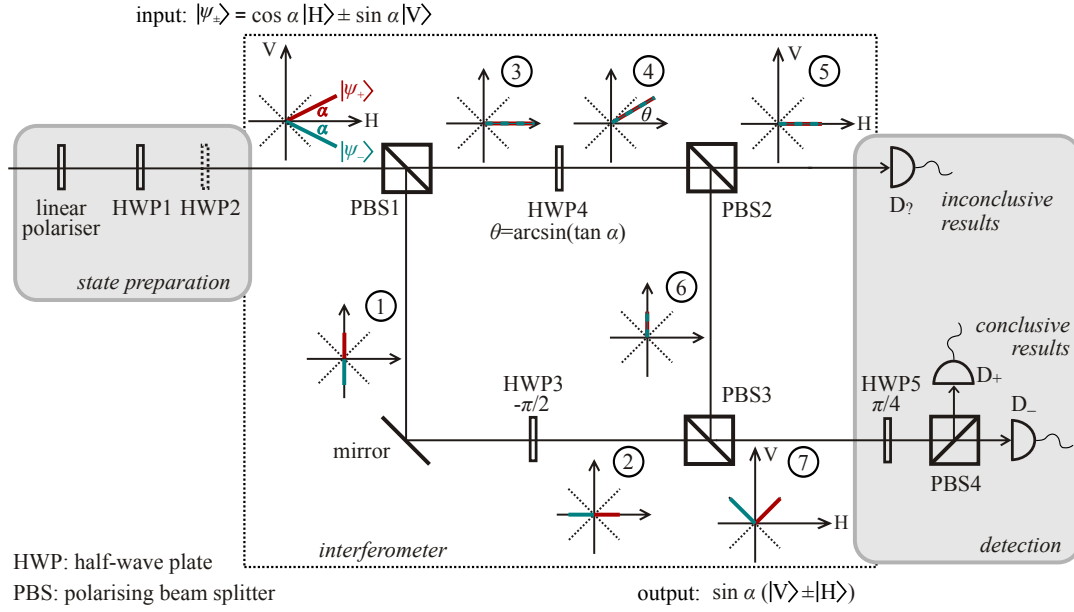 input: |ψ±⟩ = cos α|H⟩ ± sin α|V⟩
V
|ψ+⟩
α
α
H
|ψ−⟩
3
4
θ
V
5
H
linear
polariser
HWP1
HWP2
state preparation
PBS1
HWP4
θ=arcsin(tan α)
PBS2
D?
inconclusive
results
1
6
conclusive
results
mirror
HWP3
-π/2
PBS3
HWP5
π/4
D+
D−
PBS4
2
V
7
H
interferometer
detection
HWP: half-wave plate
PBS: polarising beam splitter
output: sin α (|V⟩±|H⟩)